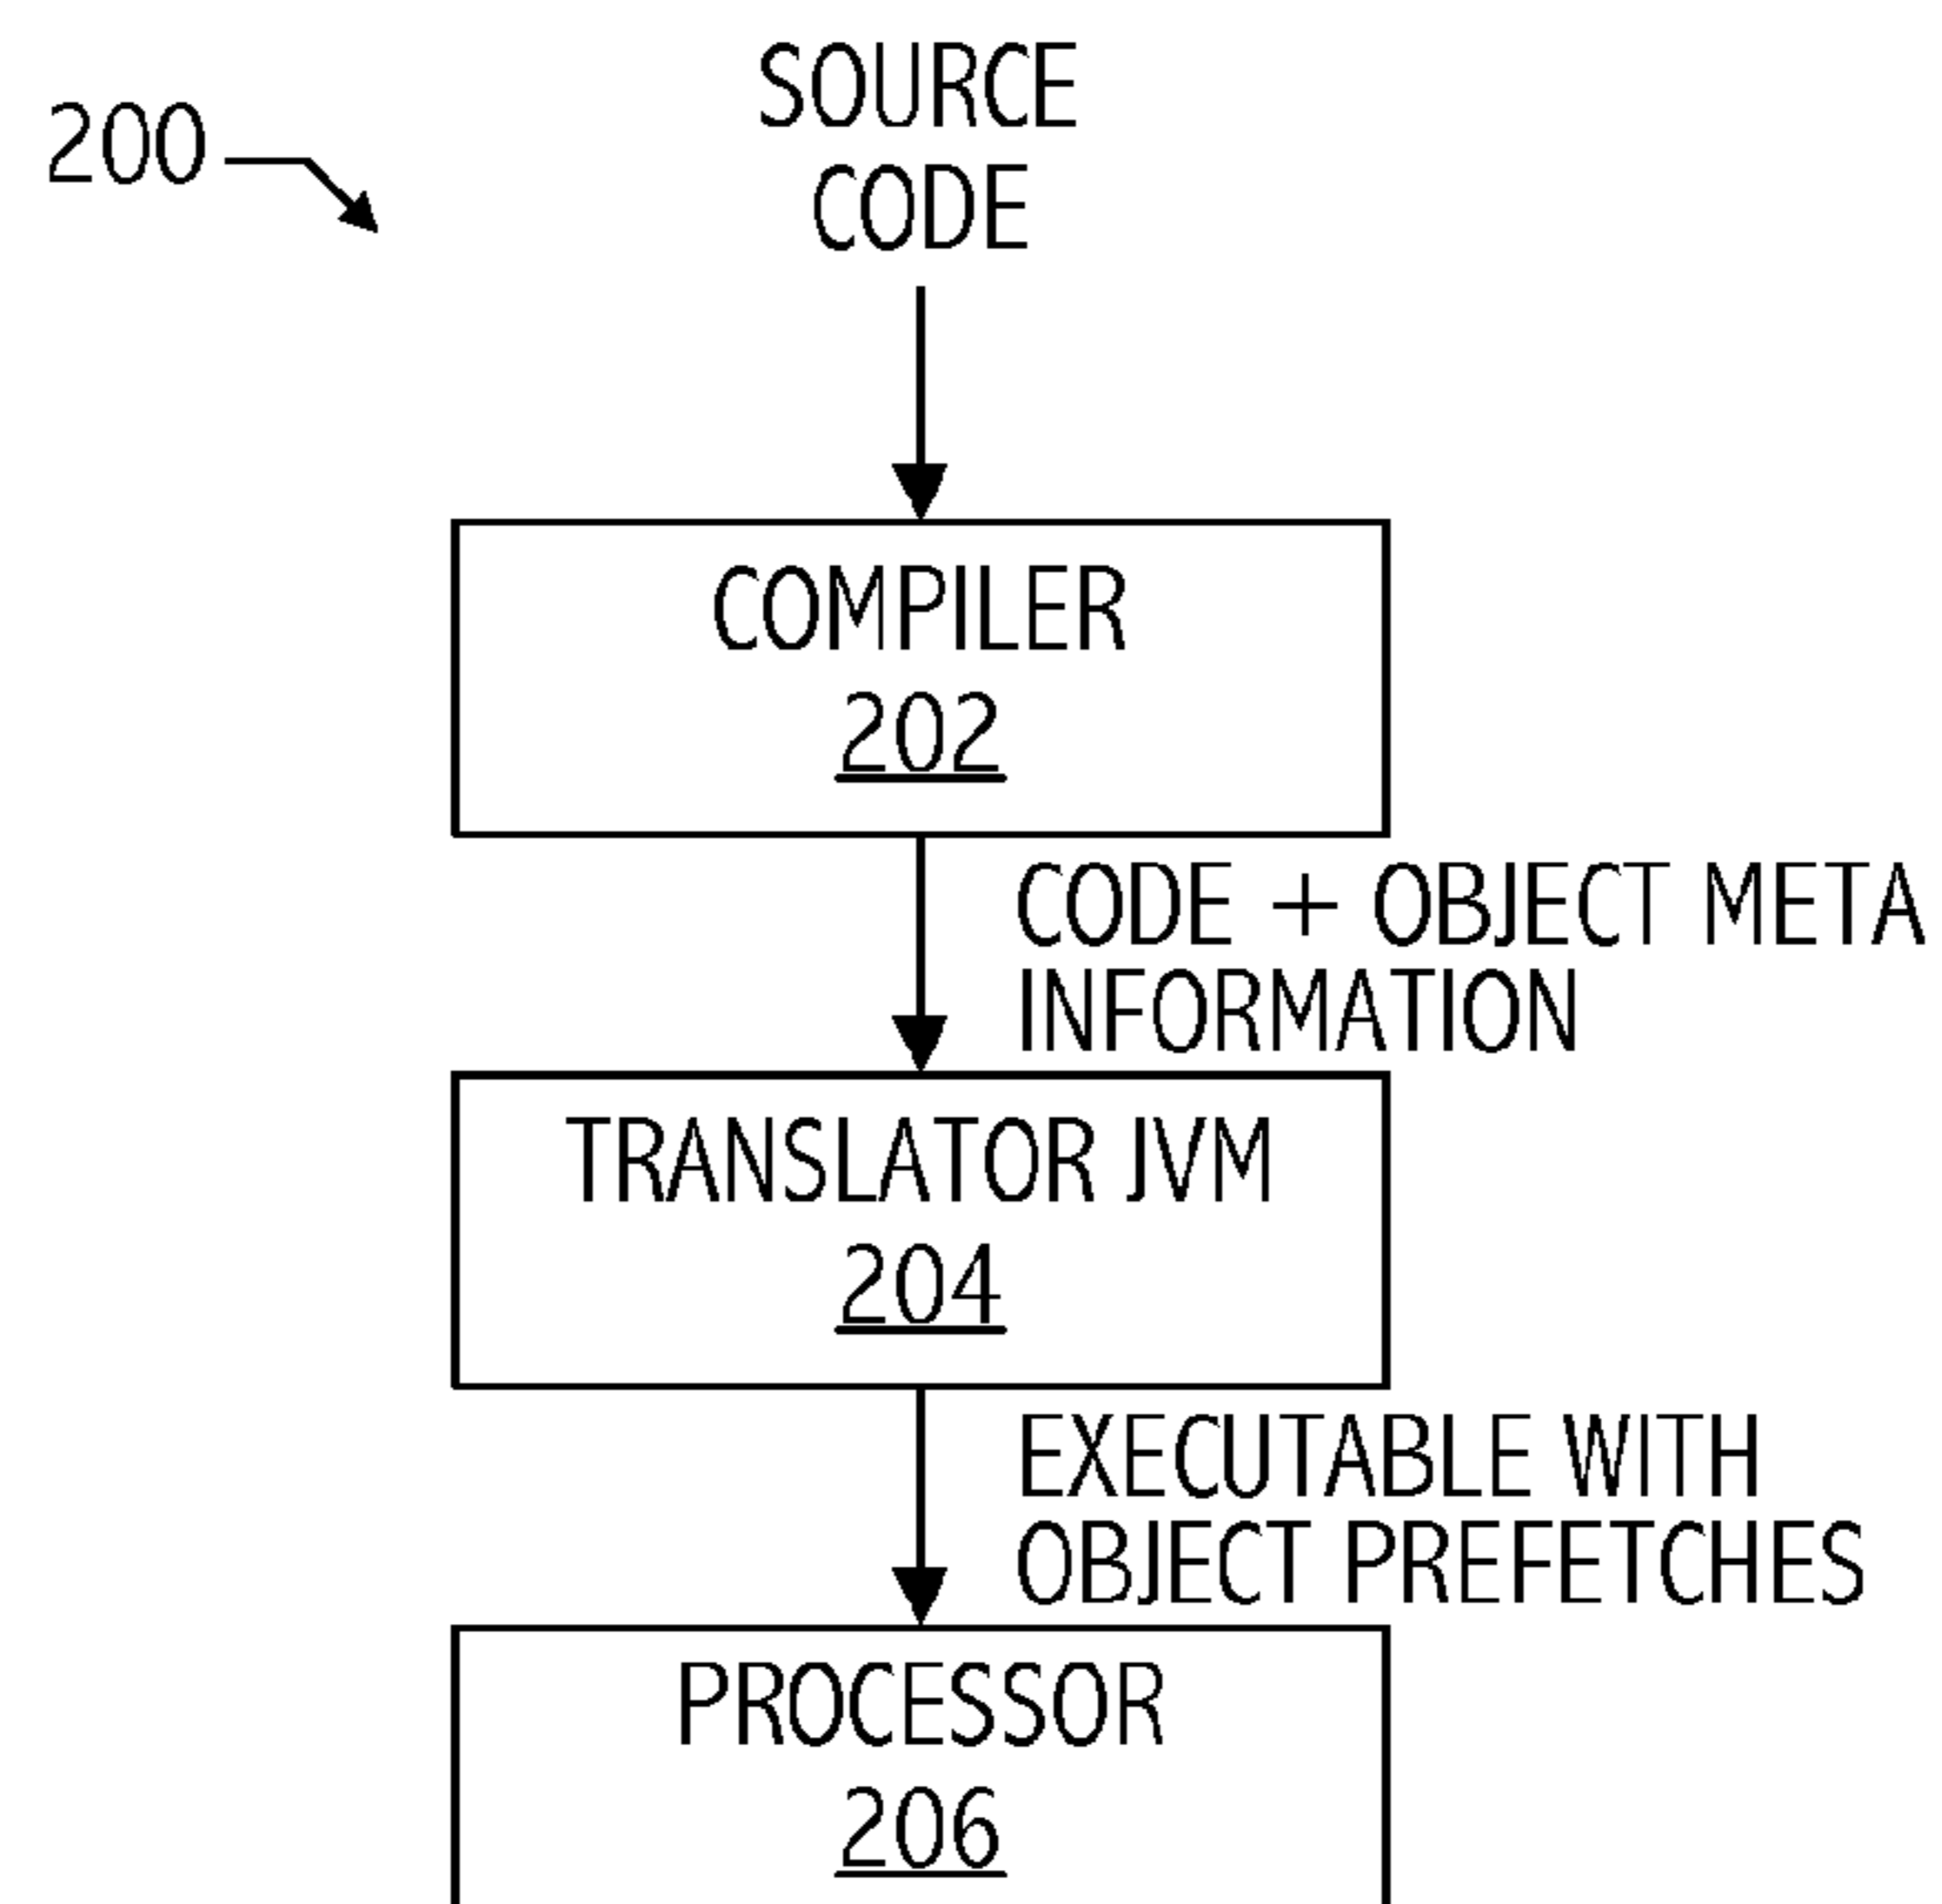 200
SOURCE
CODE
COMPILER
202
CODE + OBJECT META
INFORMATION
TRANSLATOR JVM
204
EXECUTABLE WITH
OBJECT PREFETCHES
PROCESSOR
206